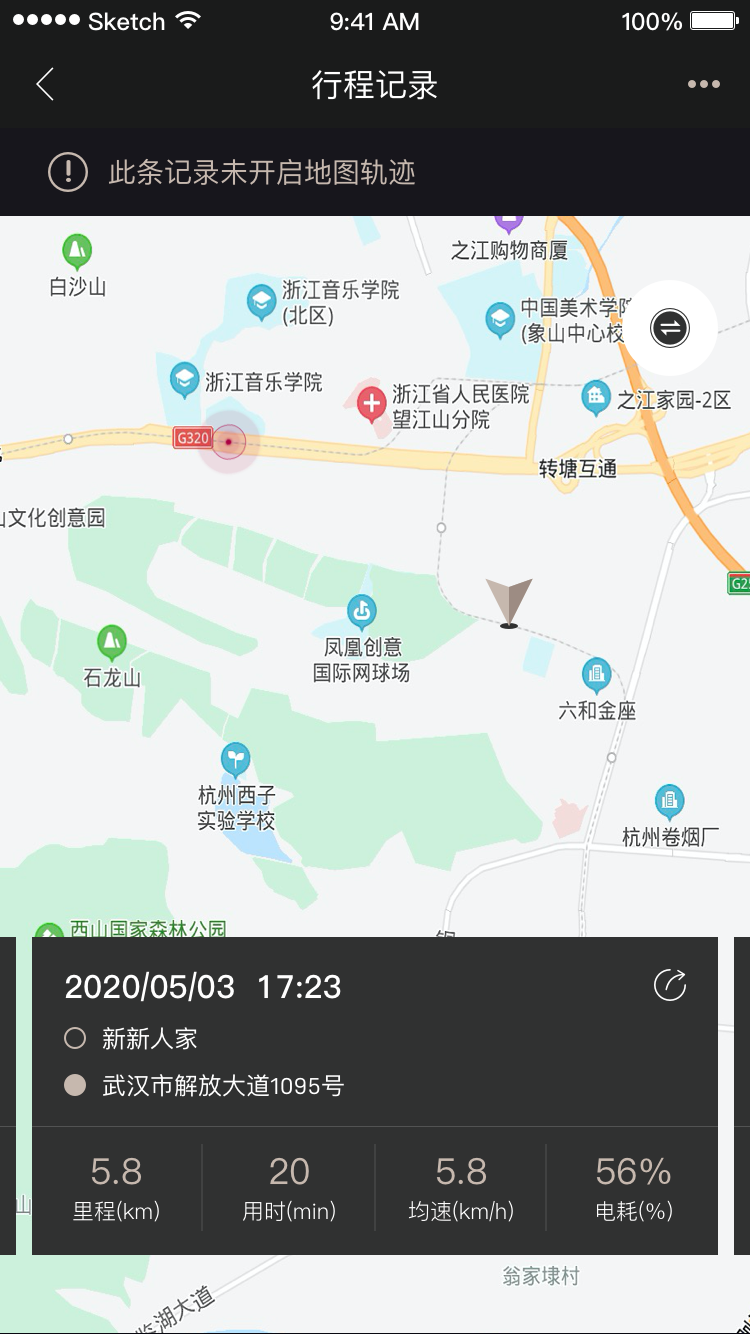 Sketch 9:41 AM 100%
行程记录
此条记录未开启地图轨迹
之江购物商厦
白沙山
浙江音乐学院
(北区)
中国美术学院
(象山中心校
浙江音乐学院
浙江省人民医院
望江山分院
之江家园-2区
G320
转塘互通
山文化创意园
G2
凤凰创意
国际网球场
石龙山
六和金座
杭州西子
实验学校
杭州卷烟厂
西山国家森林公园
2020/05/03 17:23
新新人家
武汉市解放大道1095号
5.8 20 5.8 56%
里程(km) 用时(min) 均速(km/h) 电耗(%)
山
翁家埭村
临湖大道